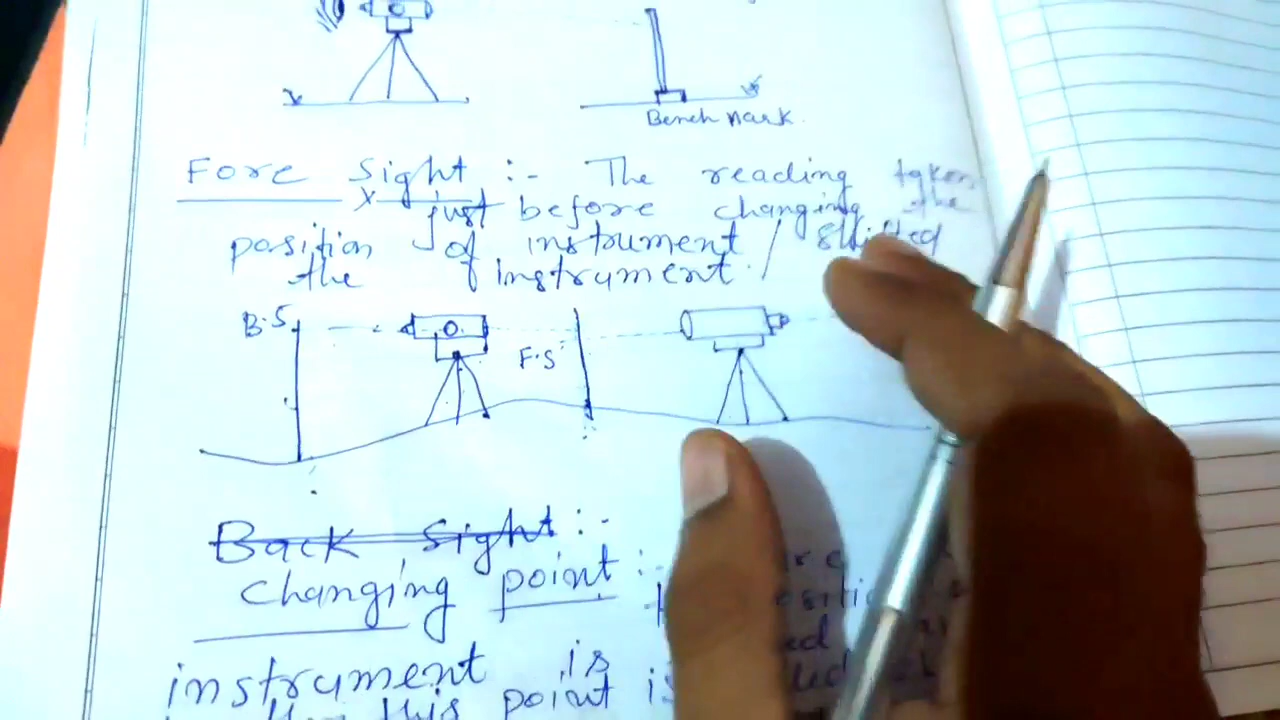 Bench Mark.
Fore Sight :- The reading taken
just before changing the
position of instrument / shifted
the instrument.
B.S
F.S
Back Sight :-
Changing point :-
instrument is
this point is